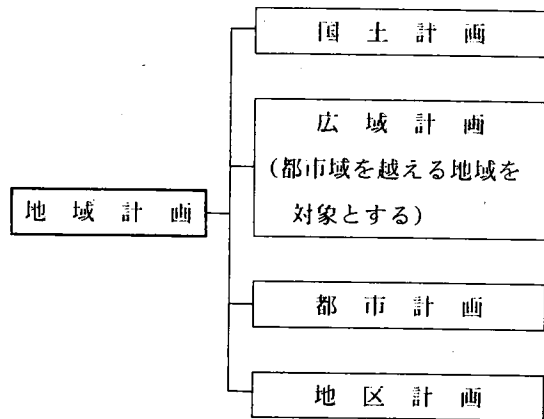 国土計画
広域計画
(都市域を越える地域を
対象とする)
地域計画
都市計画
地区計画